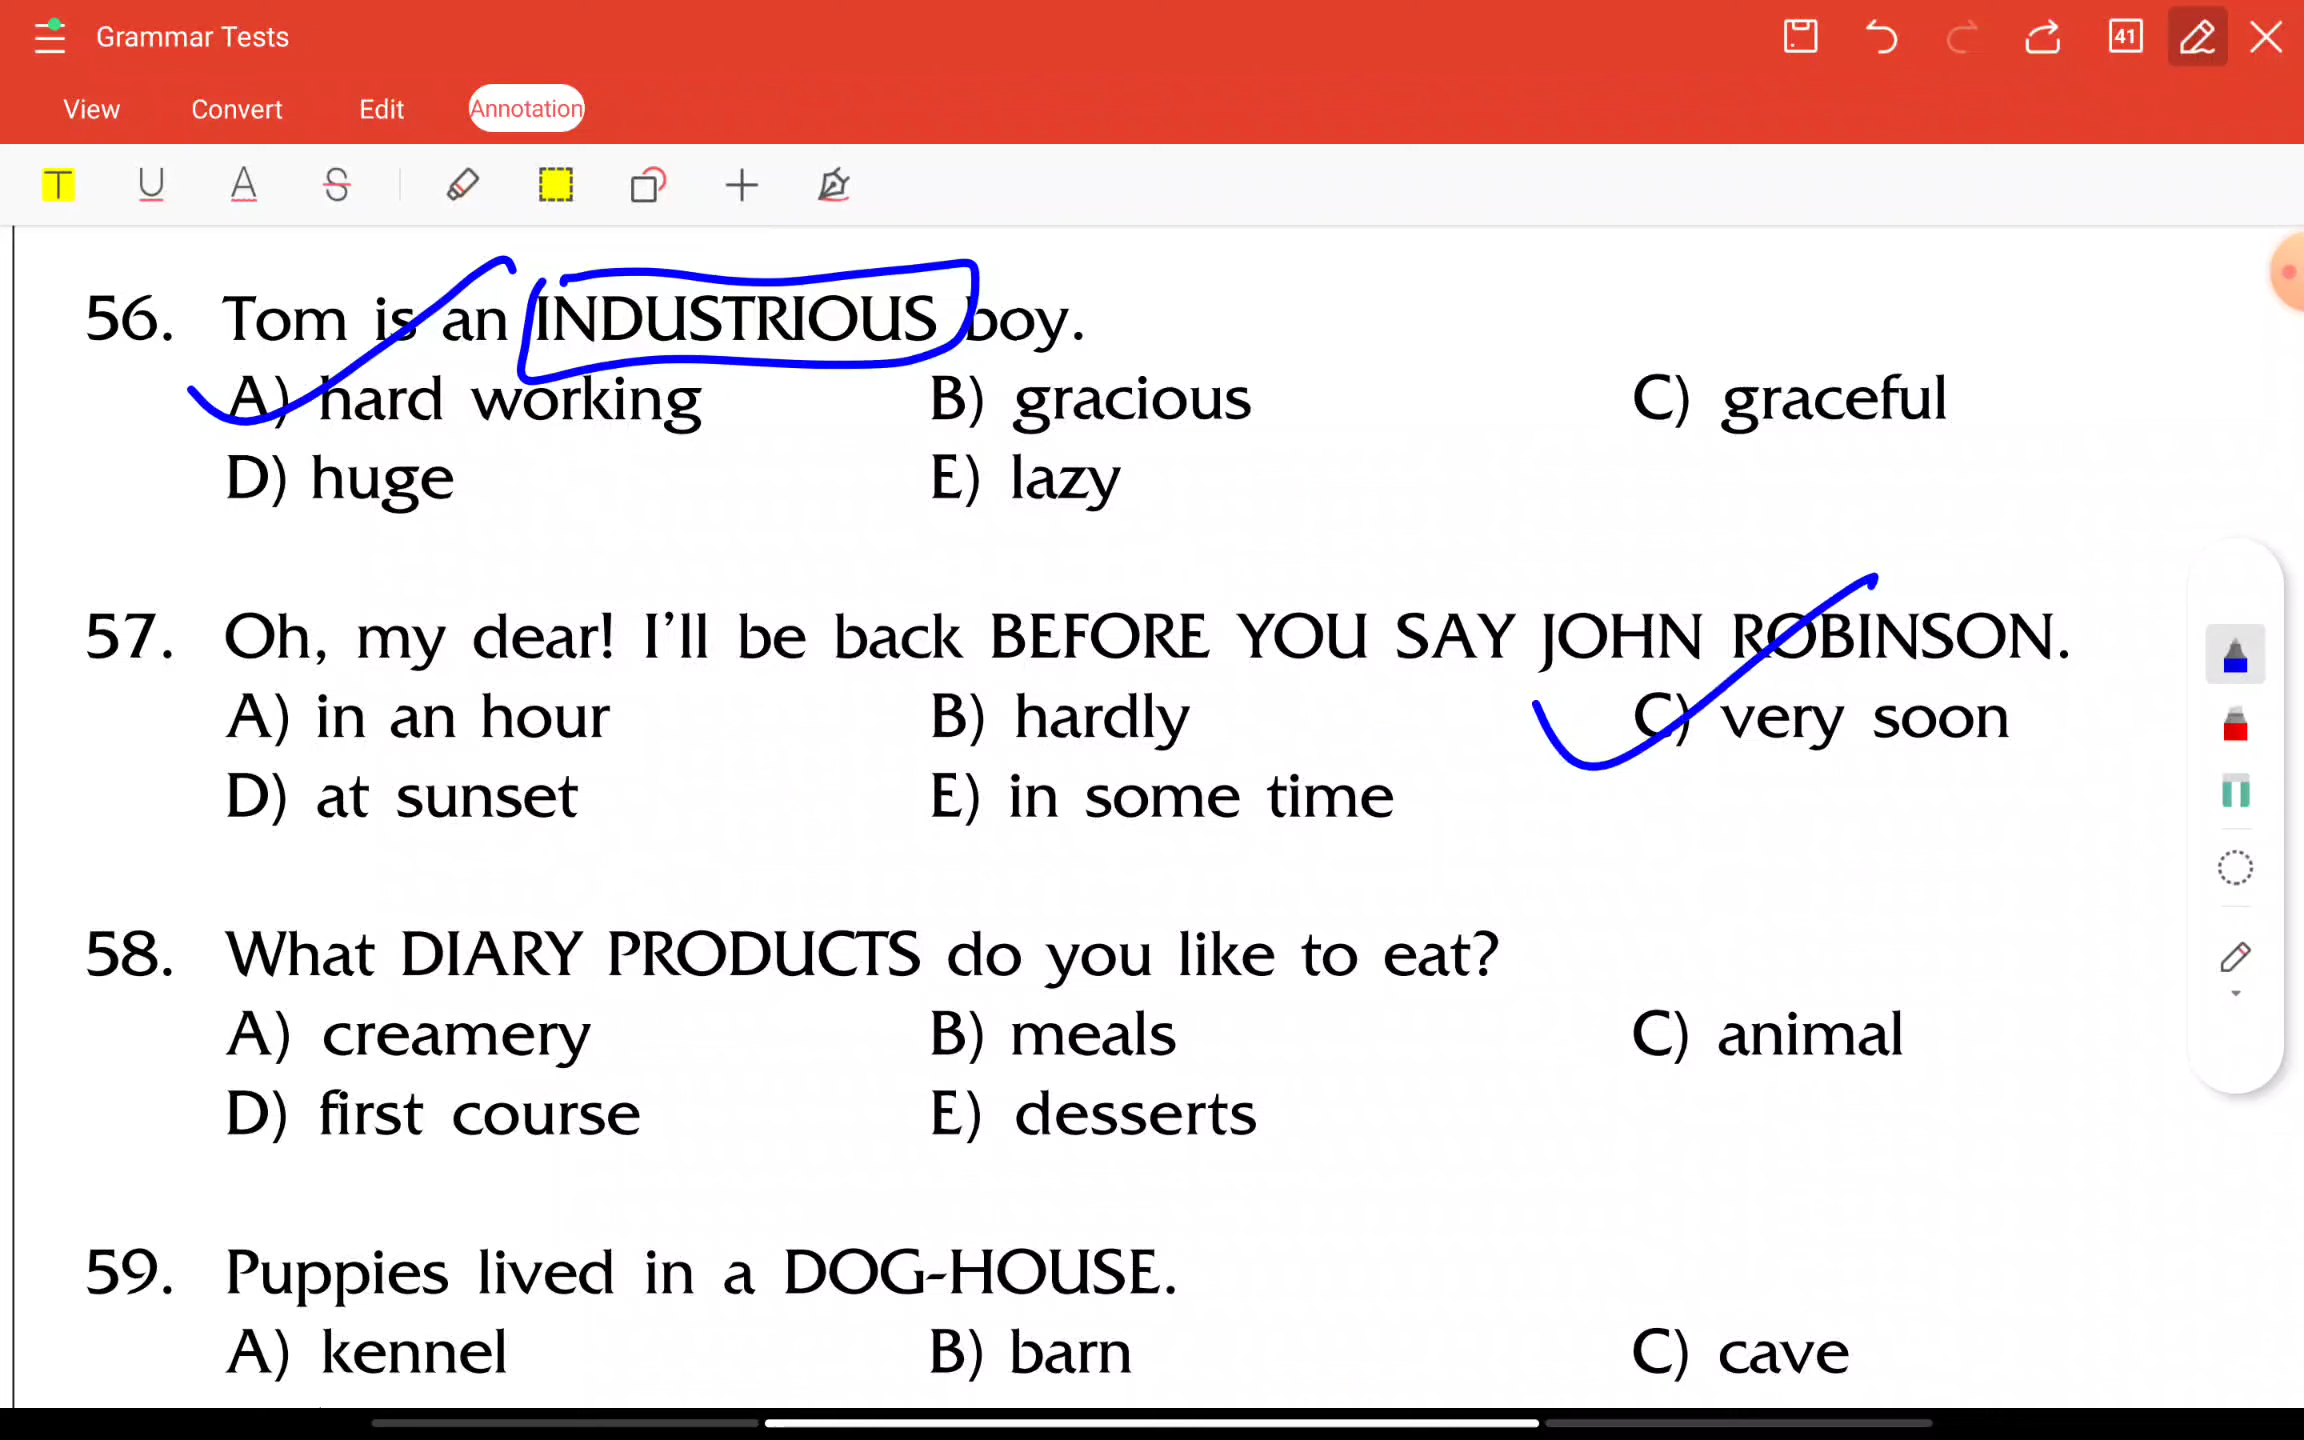 Grammar Tests
41
View Convert Edit Annotation
T U A S
56. Tom is an INDUSTRIOUS boy.
A) hard working B) gracious C) graceful
D) huge E) lazy
57. Oh, my dear! I'll be back BEFORE YOU SAY JOHN ROBINSON.
A) in an hour B) hardly C) very soon
D) at sunset E) in some time
58. What DIARY PRODUCTS do you like to eat?
A) creamery B) meals C) animal
D) first course E) desserts
59. Puppies lived in a DOG-HOUSE.
A) kennel B) barn C) cave